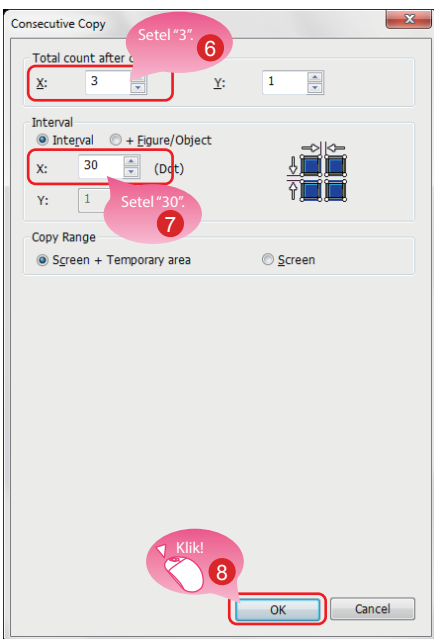 Consecutive Copy
Setel "3".
6
Total count after c
X: 3 Y: 1
Interval
Interval + Figure/Object
X: 30 (Dot)
Y: 1
Setel "30".
7
Copy Range
Screen + Temporary area Screen
Klik!
8
OK Cancel